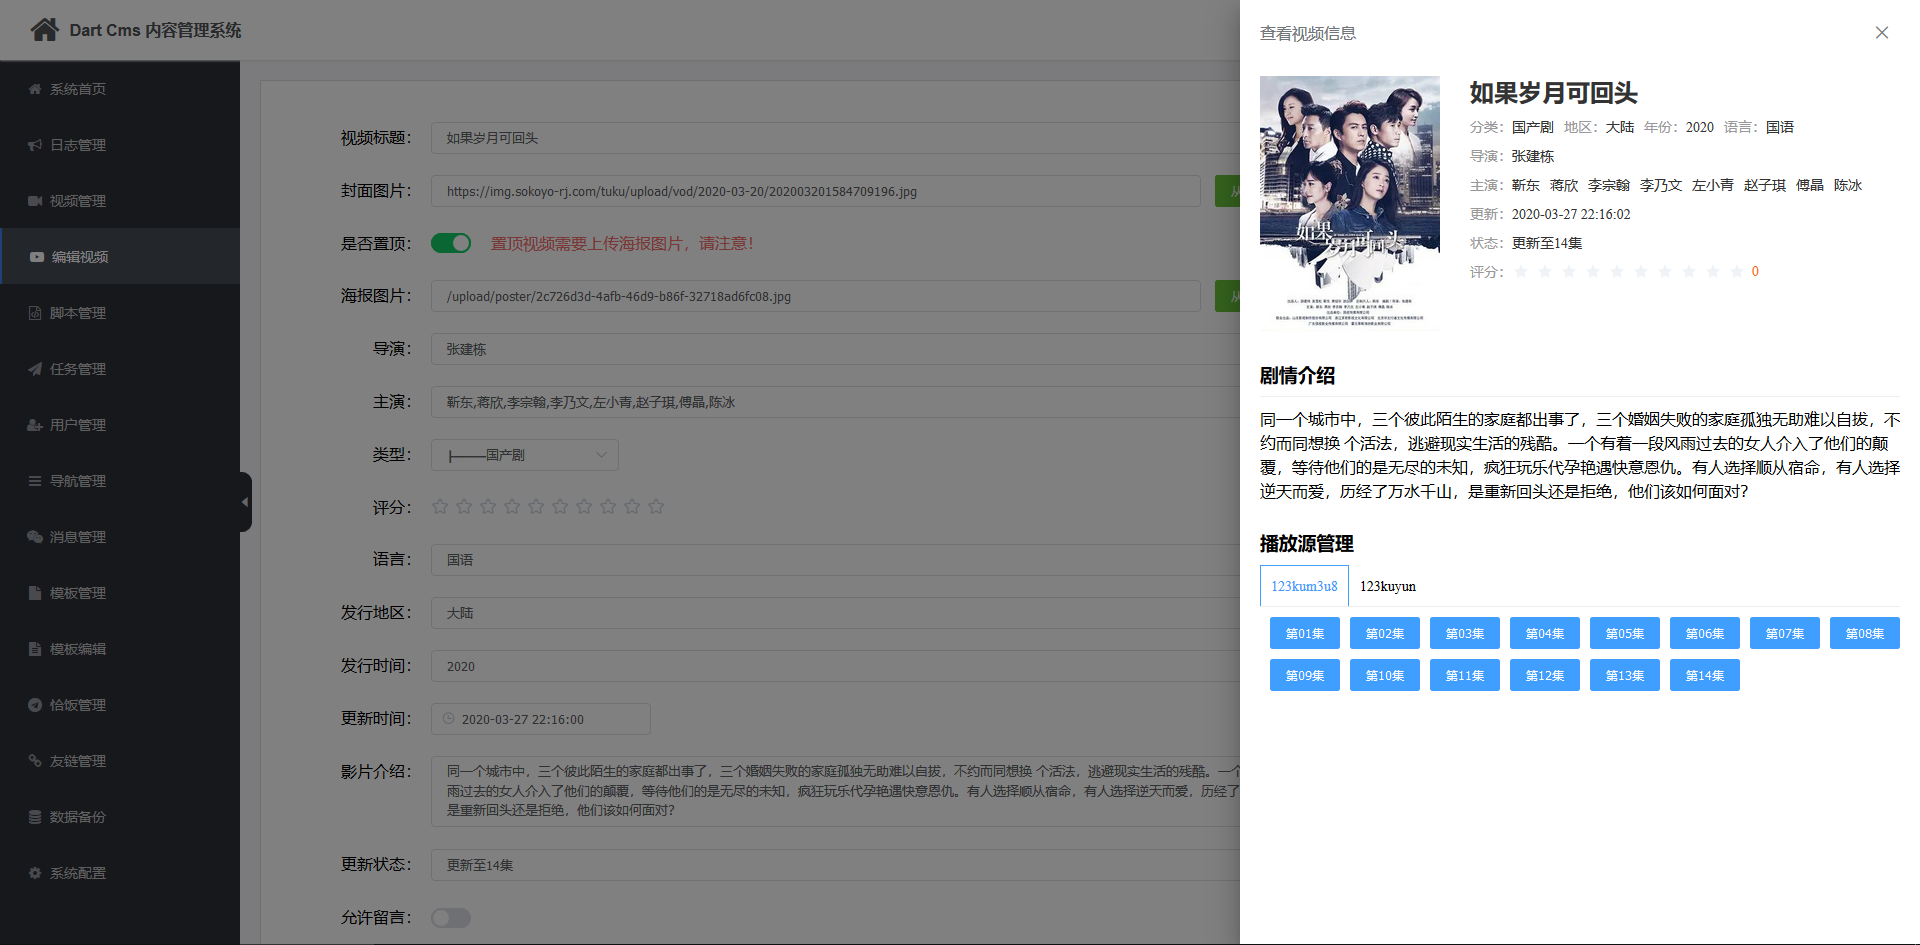 Dart Cms 内容管理系统
系统首页
日志管理
视频管理
编辑视频
脚本管理
任务管理
用户管理
导航管理
消息管理
模板管理
模板编辑
恰饭管理
友链管理
数据备份
系统配置
视频标题：
如果岁月可回头
封面图片：
https://img.sokoyo-rj.com/tuku/upload/vod/2020-03-20/202003201584709196.jpg
从
是否置顶：
置顶视频需要上传海报图片，请注意！
海报图片：
/upload/poster/2c726d3d-4afb-46d9-b86f-32718ad6fc08.jpg
从
导演：
张建栋
主演：
靳东,蒋欣,李宗翰,李乃文,左小青,赵子琪,傅晶,陈冰
类型：
├──国产剧
评分：
语言：
国语
发行地区：
大陆
发行时间：
2020
更新时间：
2020-03-27 22:16:00
影片介绍：
同一个城市中，三个彼此陌生的家庭都出事了，三个婚姻失败的家庭孤独无助难以自拔，不约而同想换 个活法，逃避现实生活的残酷。一个
雨过去的女人介入了他们的颠覆，等待他们的是无尽的未知，疯狂玩乐代孕艳遇快意恩仇。有人选择顺从宿命，有人选择逆天而爱，历经了
是重新回头还是拒绝，他们该如何面对？
更新状态：
更新至14集
允许留言：
查看视频信息
如果岁月可回头
如果岁月可回头
分类：国产剧 地区：大陆 年份：2020 语言：国语
导演：张建栋
主演：靳东 蒋欣 李宗翰 李乃文 左小青 赵子琪 傅晶 陈冰
更新：2020-03-27 22:16:02
状态：更新至14集
评分： 0
剧情介绍
同一个城市中，三个彼此陌生的家庭都出事了，三个婚姻失败的家庭孤独无助难以自拔，不
约而同想换 个活法，逃避现实生活的残酷。一个有着一段风雨过去的女人介入了他们的颠
覆，等待他们的是无尽的未知，疯狂玩乐代孕艳遇快意恩仇。有人选择顺从宿命，有人选择
逆天而爱，历经了万水千山，是重新回头还是拒绝，他们该如何面对？
播放源管理
123kum3u8 123kuyun
第01集 第02集 第03集 第04集 第05集 第06集 第07集 第08集
第09集 第10集 第11集 第12集 第13集 第14集